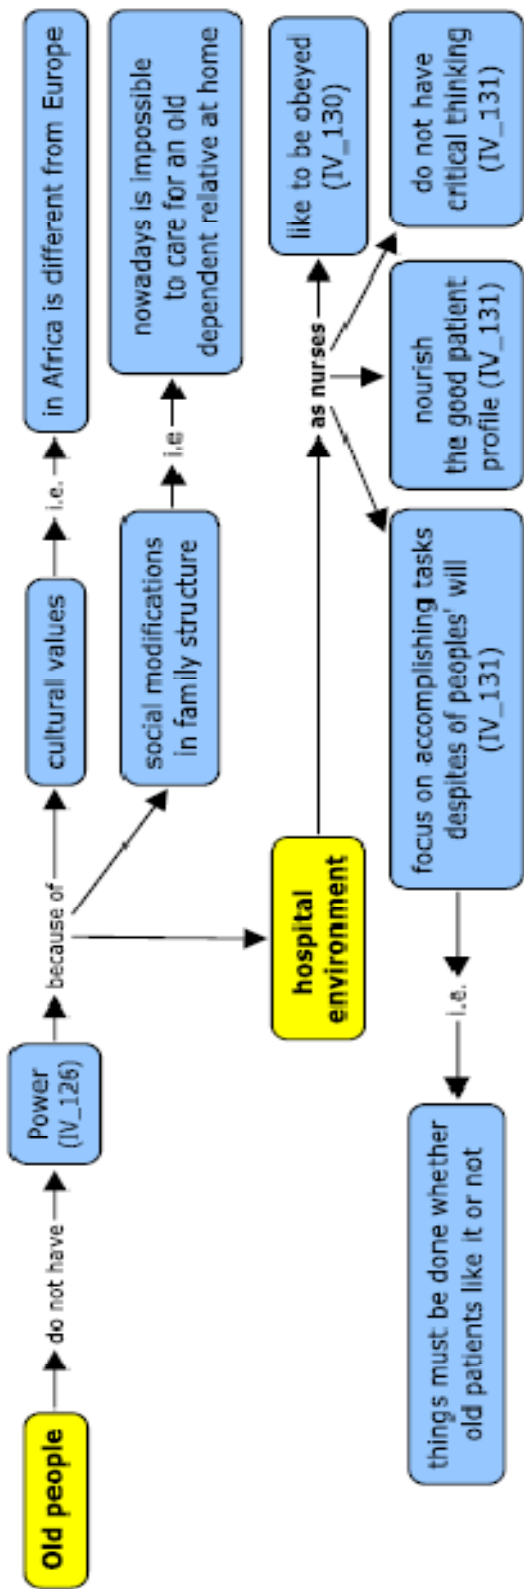 Old people
do not have
Power
(IV_126)
because of
cultural values
i.e.
in Africa is different from Europe
social modifications
in family structure
i.e
nowadays is impossible
to care for an old
dependent relative at home
hospital
environment
as nurses
like to be obeyed
(IV_130)
do not have
critical thinking
(IV_131)
nourish
the good patient
profile (IV_131)
focus on accomplishing tasks
despites of peoples' will
(IV_131)
i.e.
things must be done whether
old patients like it or not